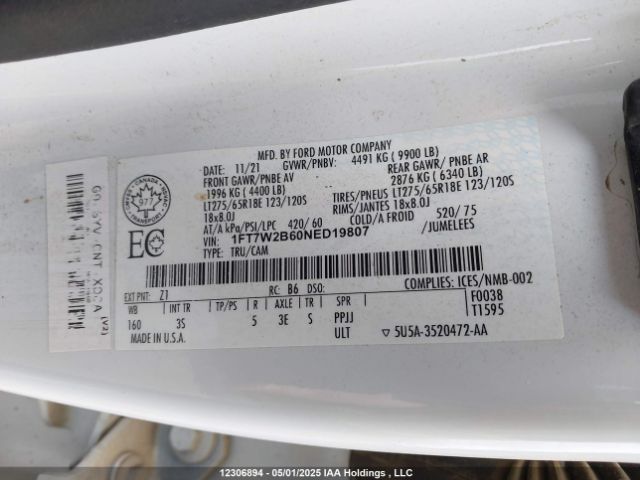 MFD. BY FORD MOTOR COMPANY
DATE: 11/21 GVWR/PNBV: 4491 KG ( 9900 LB)
FRONT GAWR/PNBE AV REAR GAWR/ PNBE AR
1996 KG ( 4400 LB) 2876 KG ( 6340 LB)
LT275/65R18E 123/120S TIRES/PNEUS LT275/65R18E 123/120S
18x8.0J RIMS/JANTES 18x8.0J
AT/A kPa/PSI/LPC 420/ 60 COLD/A FROID 520/ 75
VIN: 1FT7W2B60NED19807 /JUMELEES
TYPE: TRU/CAM
CANADA
977
EC
COMPLIES: ICES/NMB-002
EXT PNT: Z1 RC: B6 DSO:
WB INT TR TP/PS R AXLE TR SPR F0038
160 3S 5 3E S PPJJ T1595
MADE IN U.S.A. ULT 5U5A-3520472-AA
(V2)
12306894 - 05/01/2025 IAA Holdings , LLC